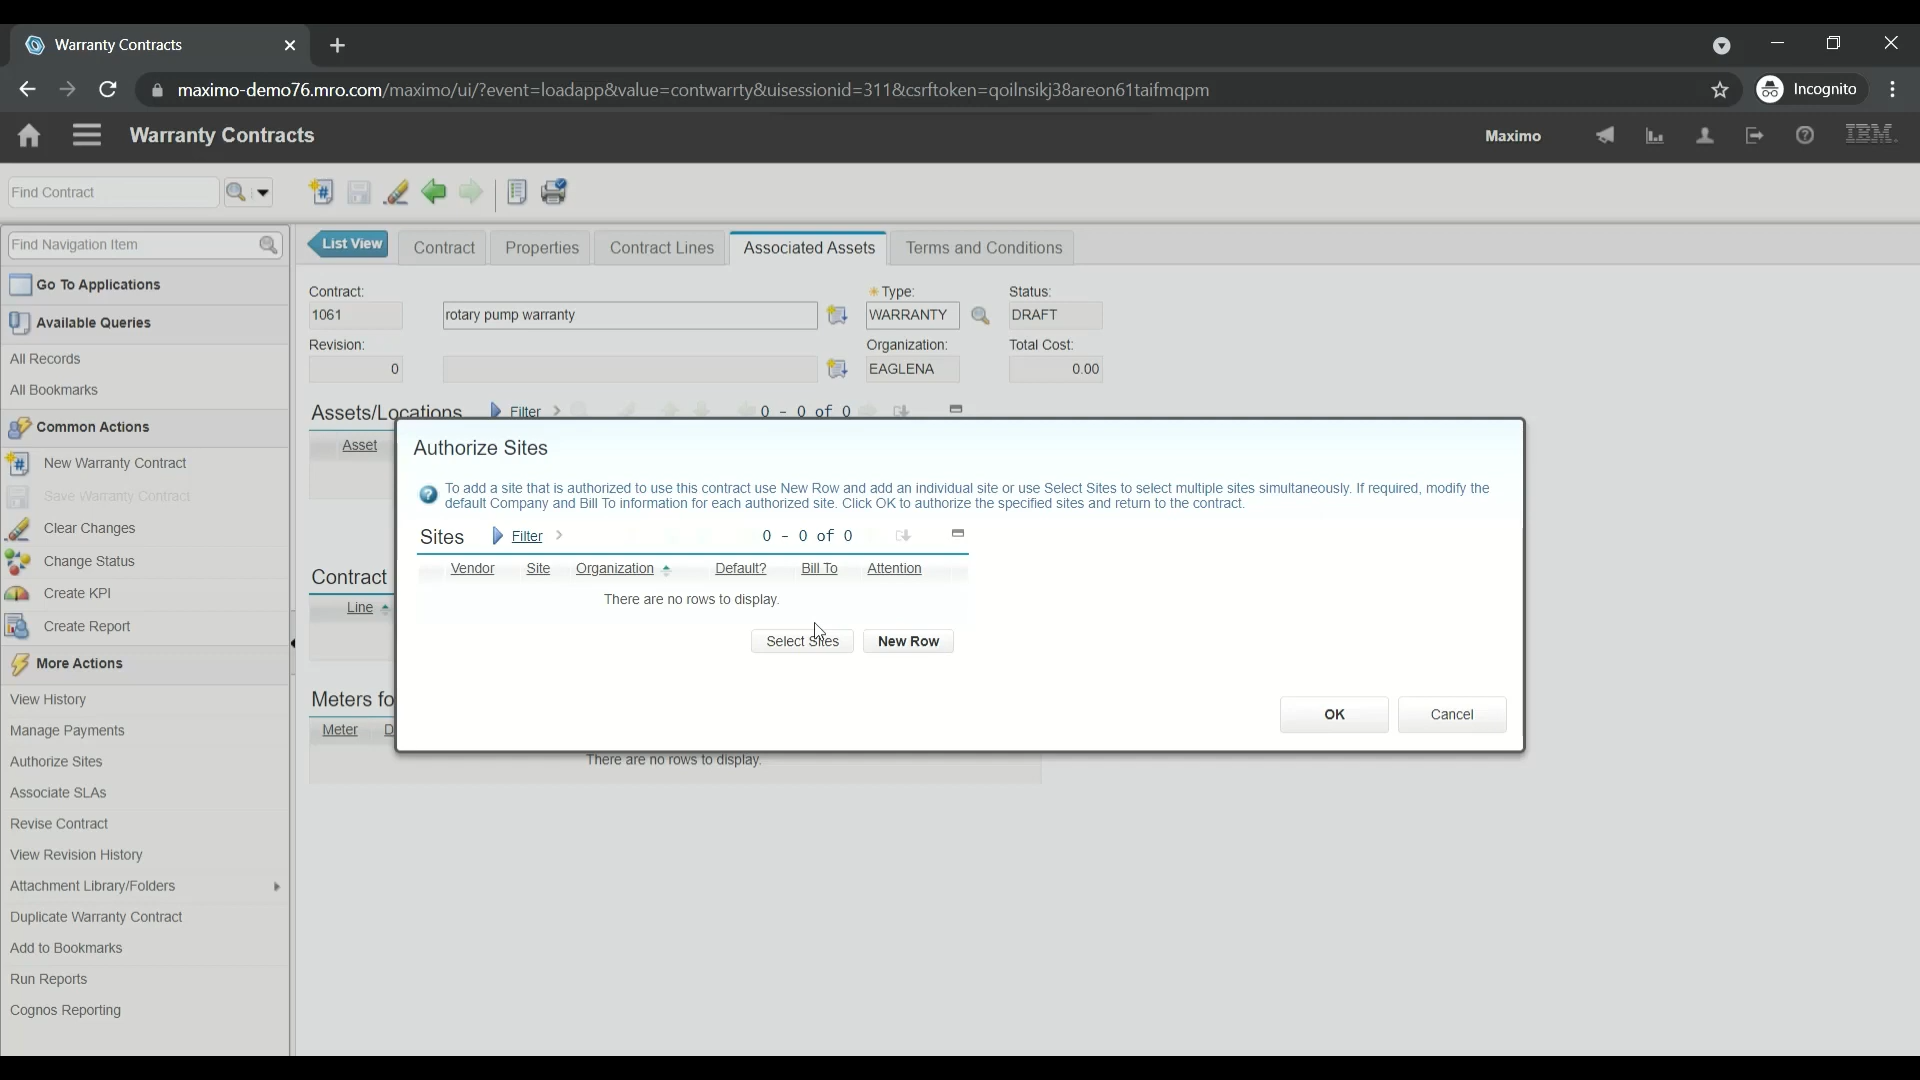 Warranty Contracts
maximo-demo76.mro.com/maximo/ui/?event=loadapp&value=contwarrty&uisessionid=311&csrftoken=qoilnsikj38areon61taifmqpm
Incognito
Warranty Contracts
Maximo
IBM
Find Contract
Find Navigation Item
Go To Applications
Available Queries
All Records
All Bookmarks
Common Actions
New Warranty Contract
Save Warranty Contract
Clear Changes
Change Status
Create KPI
Create Report
More Actions
View History
Manage Payments
Authorize Sites
Associate SLAs
Revise Contract
View Revision History
Attachment Library/Folders
Duplicate Warranty Contract
Add to Bookmarks
Run Reports
Cognos Reporting
List View Contract Properties Contract Lines Associated Assets Terms and Conditions
Contract: Type: Status:
1061 rotary pump warranty WARRANTY DRAFT
Revision: Organization: Total Cost:
0 EAGLENA 0.00
Assets/Locations Filter 0 - 0 of 0
Asset
Contract
Line
Meters fo
Meter D
There are no rows to display.
Authorize Sites
To add a site that is authorized to use this contract use New Row and add an individual site or use Select Sites to select multiple sites simultaneously. If required, modify the
default Company and Bill To information for each authorized site. Click OK to authorize the specified sites and return to the contract.
Sites Filter 0 - 0 of 0
Vendor Site Organization Default? Bill To Attention
There are no rows to display.
Select Sites New Row
OK Cancel